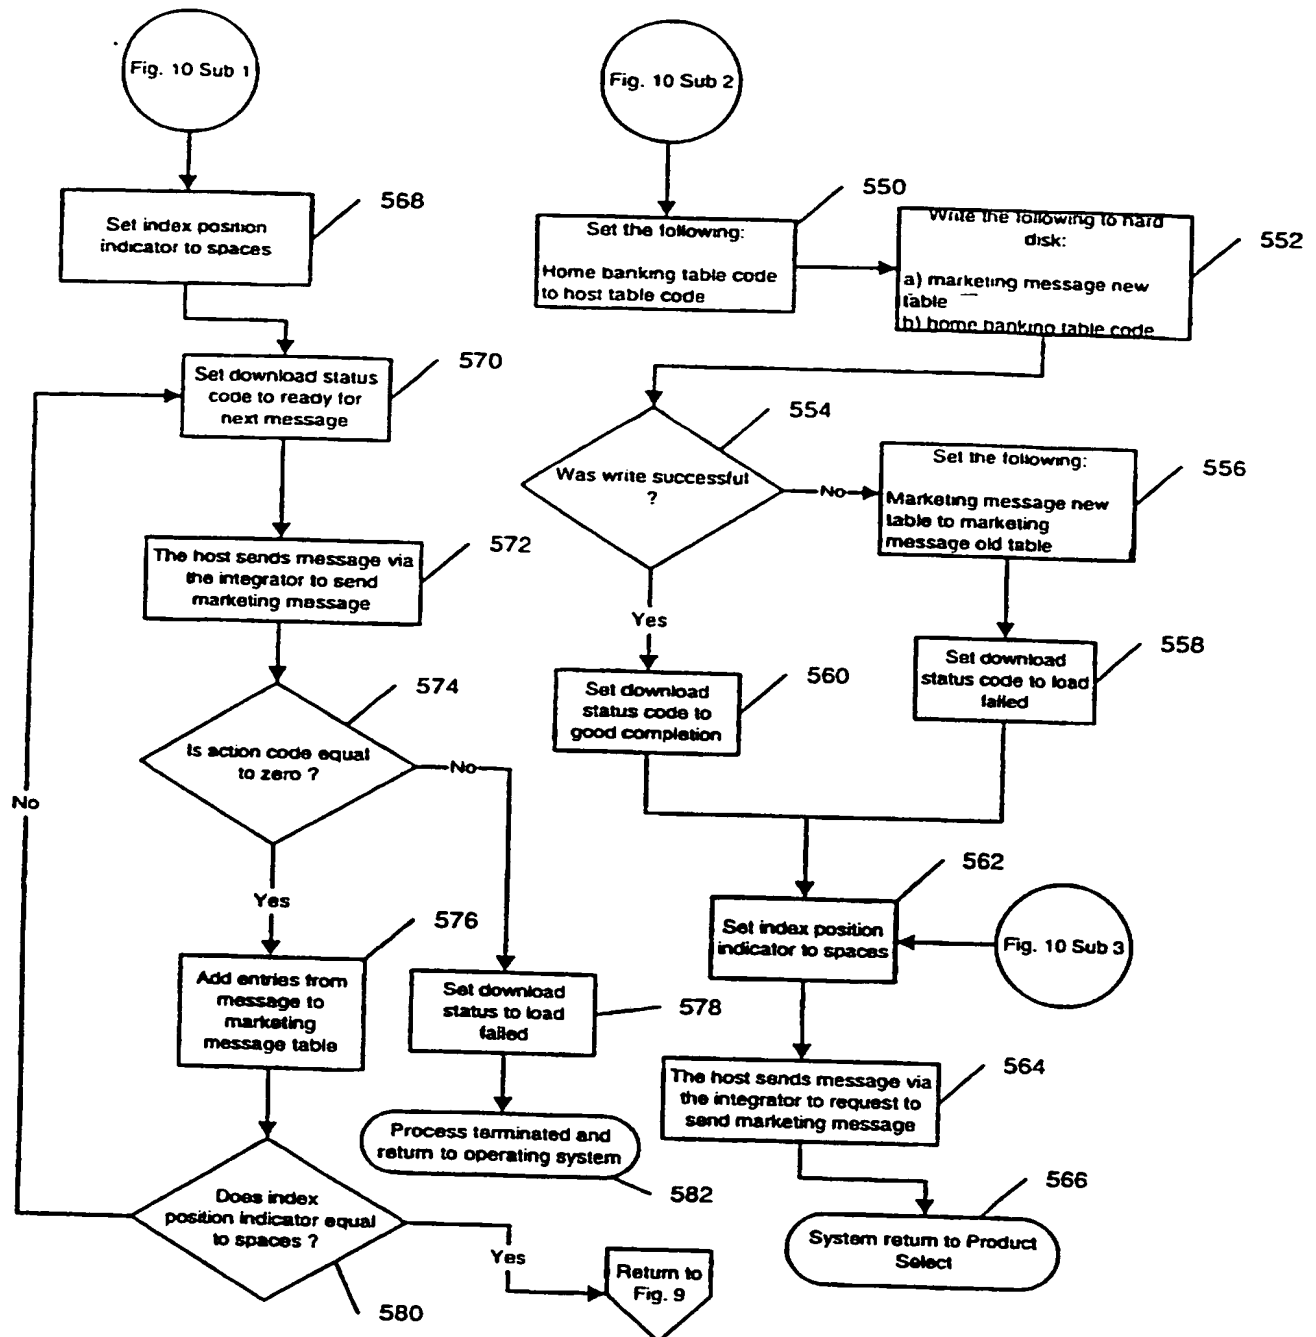 Fig. 10 Sub 1
568
Set index position
indicator to spaces
570
Set download status
code to ready for
next message
572
The host sends message via
the integrator to send
marketing message
574
Is action code equal
to zero ?
No
Yes
576
Add entries from
message to
marketing
message table
Set download
status to load
failed
578
Process terminated and
return to operating system
582
Does index
position indicator equal
to spaces ?
580
No
Yes
Return to
Fig. 9
Fig. 10 Sub 2
550
Set the following:
Home banking table code
to host table code
552
Write the following to hard
disk:
a) marketing message new
table
b) home banking table code
554
Was write successful
?
No
556
Set the following:
Marketing message new
table to marketing
message old table
Yes
558
Set download
status code to load
failed
560
Set download
status code to
good completion
562
Set index position
indicator to spaces
Fig. 10 Sub 3
564
The host sends message via
the integrator to request to
send marketing message
566
System return to Product
Select